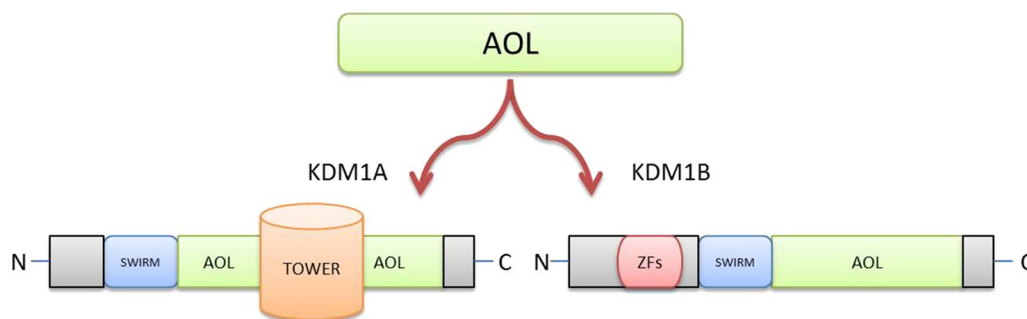 AOL
KDM1A KDM1B
N SWIRM AOL TOWER AOL C N ZFs SWIRM AOL C